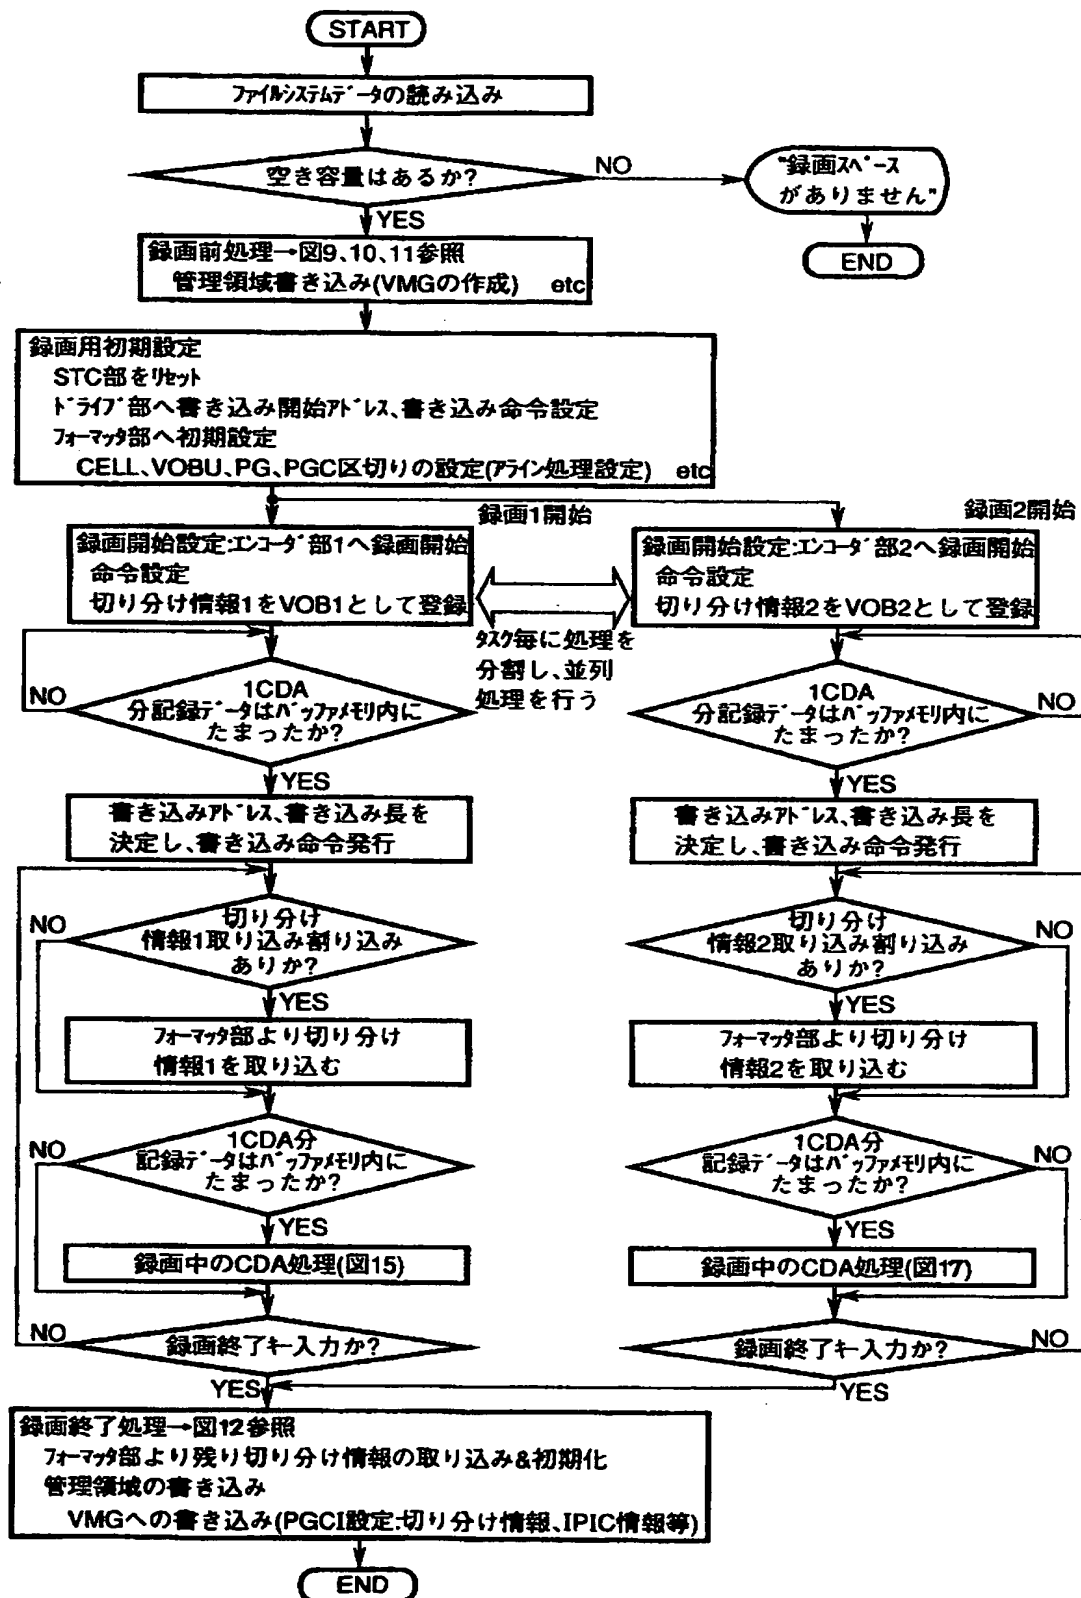 START
ファイルシステムデータの読み込み
空き容量はあるか?
NO
"録画スペース
がありません"
END
YES
録画前処理→図9、10、11参照
管理領域書き込み(VMGの作成) etc
録画用初期設定
STC部をリセット
ドライブ部へ書き込み開始アドレス、書き込み命令設定
フォーマッタ部へ初期設定
CELL、VOBU、PG、PGC区切りの設定(アライン処理設定) etc
録画1開始
録画2開始
録画開始設定:エンコーダ部1へ録画開始
命令設定
切り分け情報1をVOB1として登録
録画開始設定:エンコーダ部2へ録画開始
命令設定
切り分け情報2をVOB2として登録
タスク毎に処理を
分割し、並列
処理を行う
NO
1CDA
分記録データはバッファメモリ内に
たまったか?
YES
1CDA
分記録データはバッファメモリ内に
たまったか?
NO
YES
書き込みアドレス、書き込み長を
決定し、書き込み命令発行
書き込みアドレス、書き込み長を
決定し、書き込み命令発行
NO
切り分け
情報1取り込み割り込み
ありか?
YES
切り分け
情報2取り込み割り込み
ありか?
NO
YES
フォーマッタ部より切り分け
情報1を取り込む
フォーマッタ部より切り分け
情報2を取り込む
NO
1CDA分
記録データはバッファメモリ内に
たまったか?
YES
1CDA分
記録データはバッファメモリ内に
たまったか?
NO
YES
録画中のCDA処理(図15)
録画中のCDA処理(図17)
NO
録画終了キー入力か?
YES
録画終了キー入力か?
NO
YES
録画終了処理→図12参照
フォーマッタ部より残り切り分け情報の取り込み&初期化
管理領域の書き込み
VMGへの書き込み(PGCI設定:切り分け情報、IPIC情報等)
END